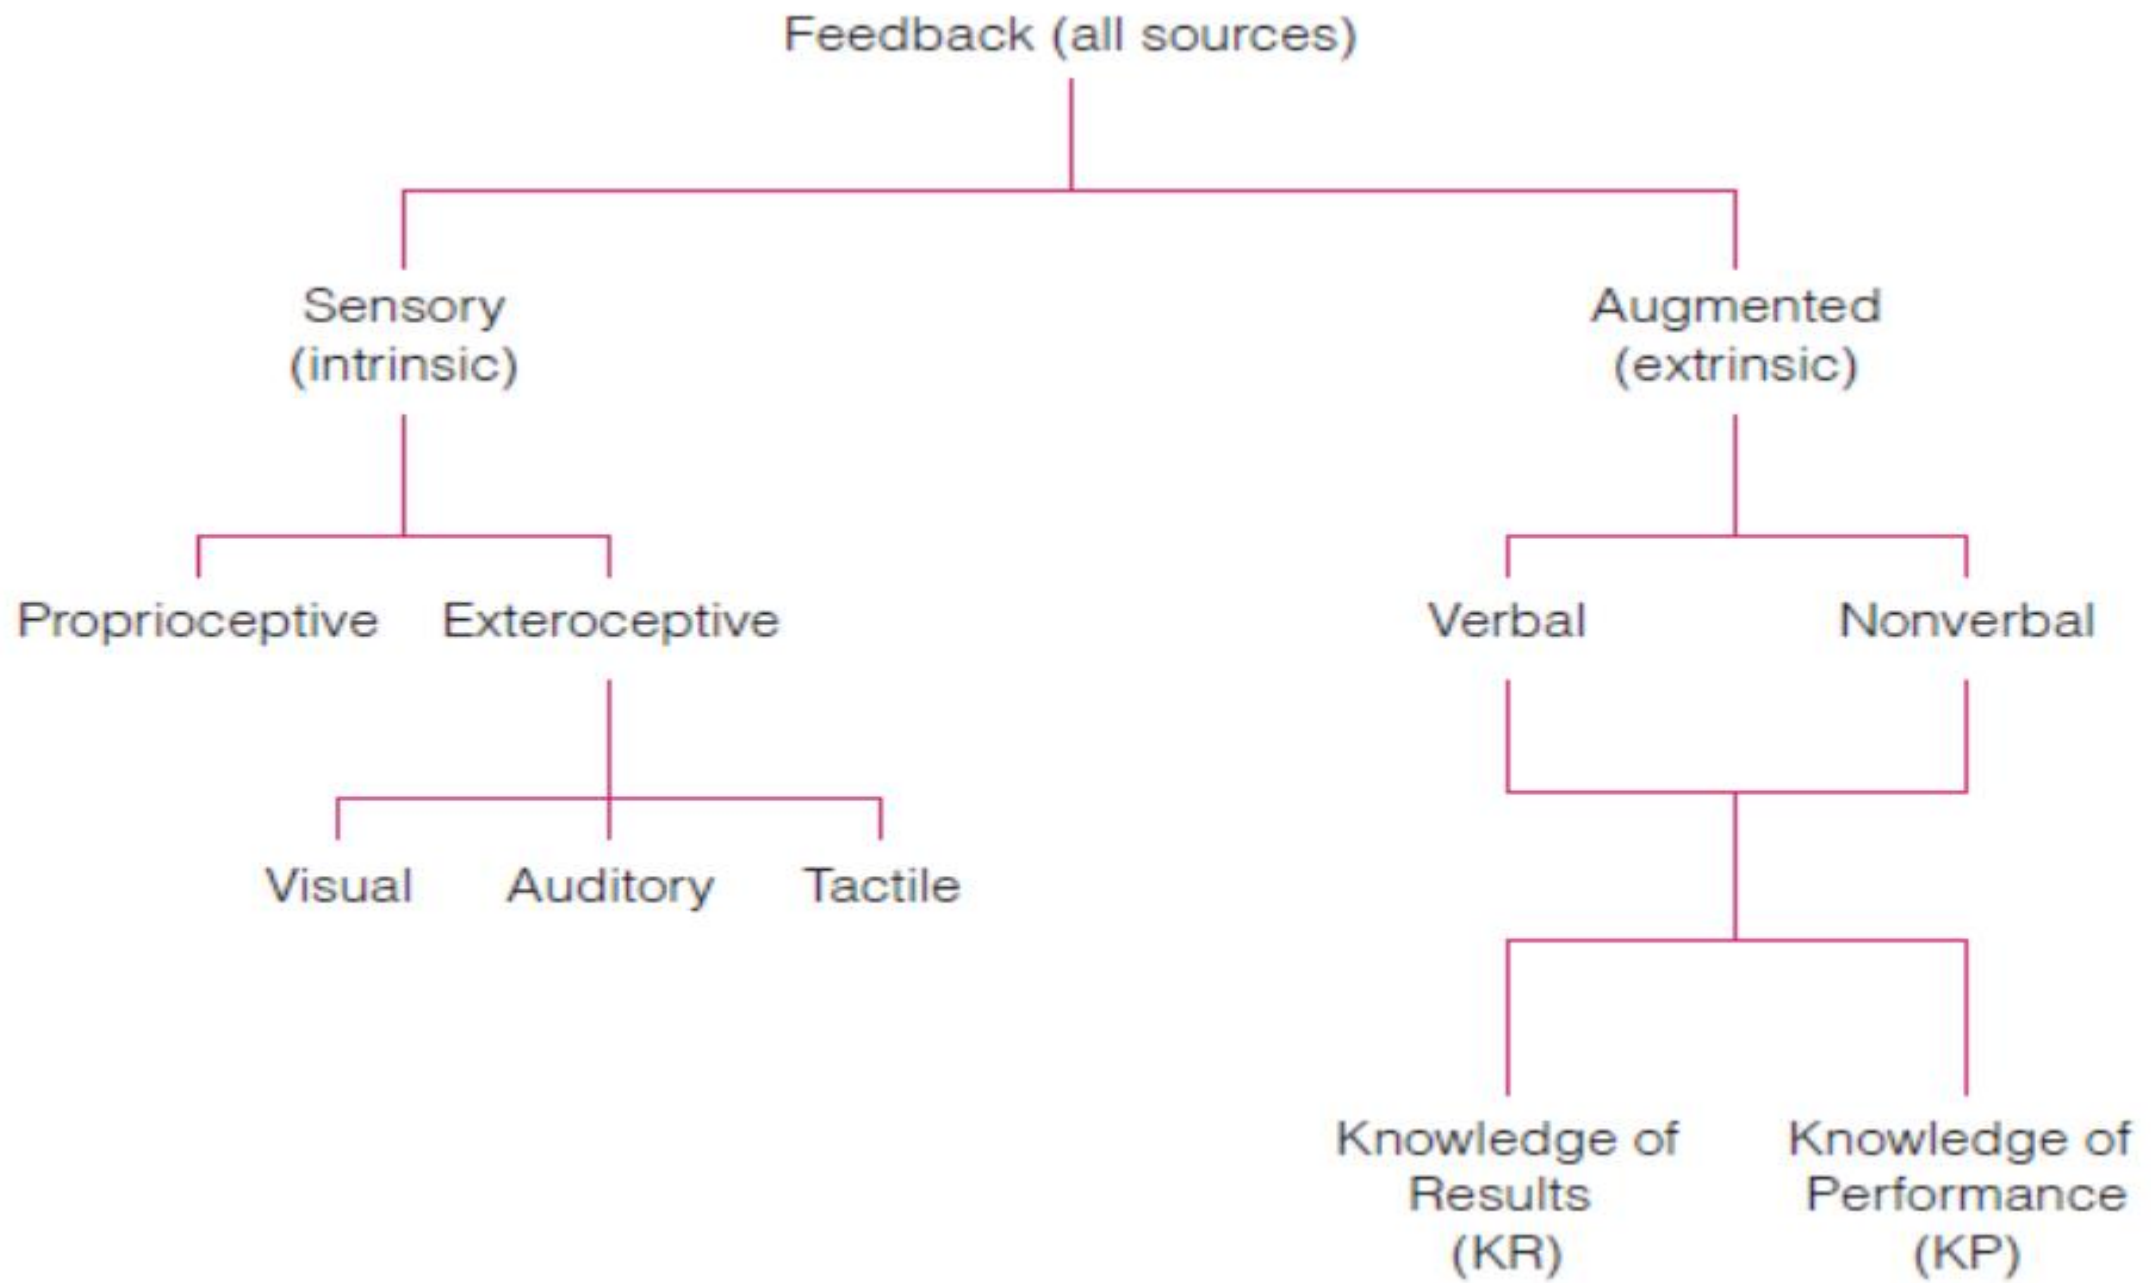 Feedback (all sources)
Sensory
(intrinsic)
Augmented
(extrinsic)
Proprioceptive
Exteroceptive
Verbal
Nonverbal
Visual
Auditory
Tactile
Knowledge of
Results
(KR)
Knowledge of
Performance
(KP)